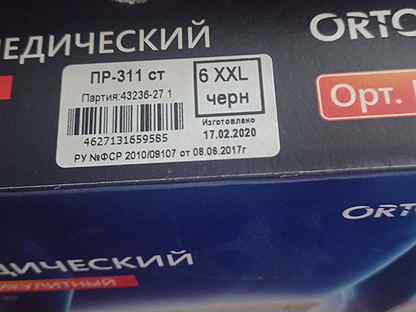 ЕДИЧЕСКИЙ
ORTO
ПР-311 ст
6 XXL
черн
Партия:43236-27 1
Изготовлено
17.02.2020
4627131659585
РУ №ФСР 2010/09107 от 08.06.2017г
Орт.
ORTO
ДИЧЕСКИЙ